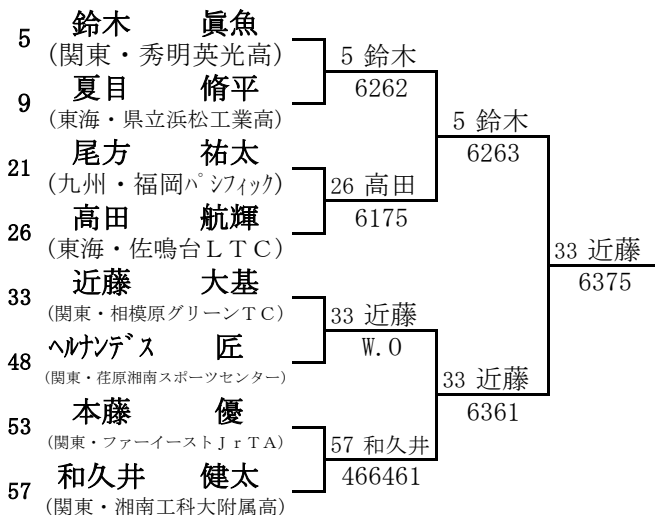 5 鈴木 眞魚
(関東・秀明英光高)
9 夏目 脩平
(東海・県立浜松工業高)
21 尾方 祐太
(九州・福岡パシフィック)
26 高田 航輝
(東海・佐鳴台LTC)
33 近藤 大基
(関東・相模原グリーンTC)
48 ヘルナンデス 匠
(関東・荏原湘南スポーツセンター)
53 本藤 優
(関東・ファーイーストJrTA)
57 和久井 健太
(関東・湘南工科大附属高)
5 鈴木
6262
26 高田
6175
33 近藤
W.O
57 和久井
466461
5 鈴木
6263
33 近藤
6361
33 近藤
6375